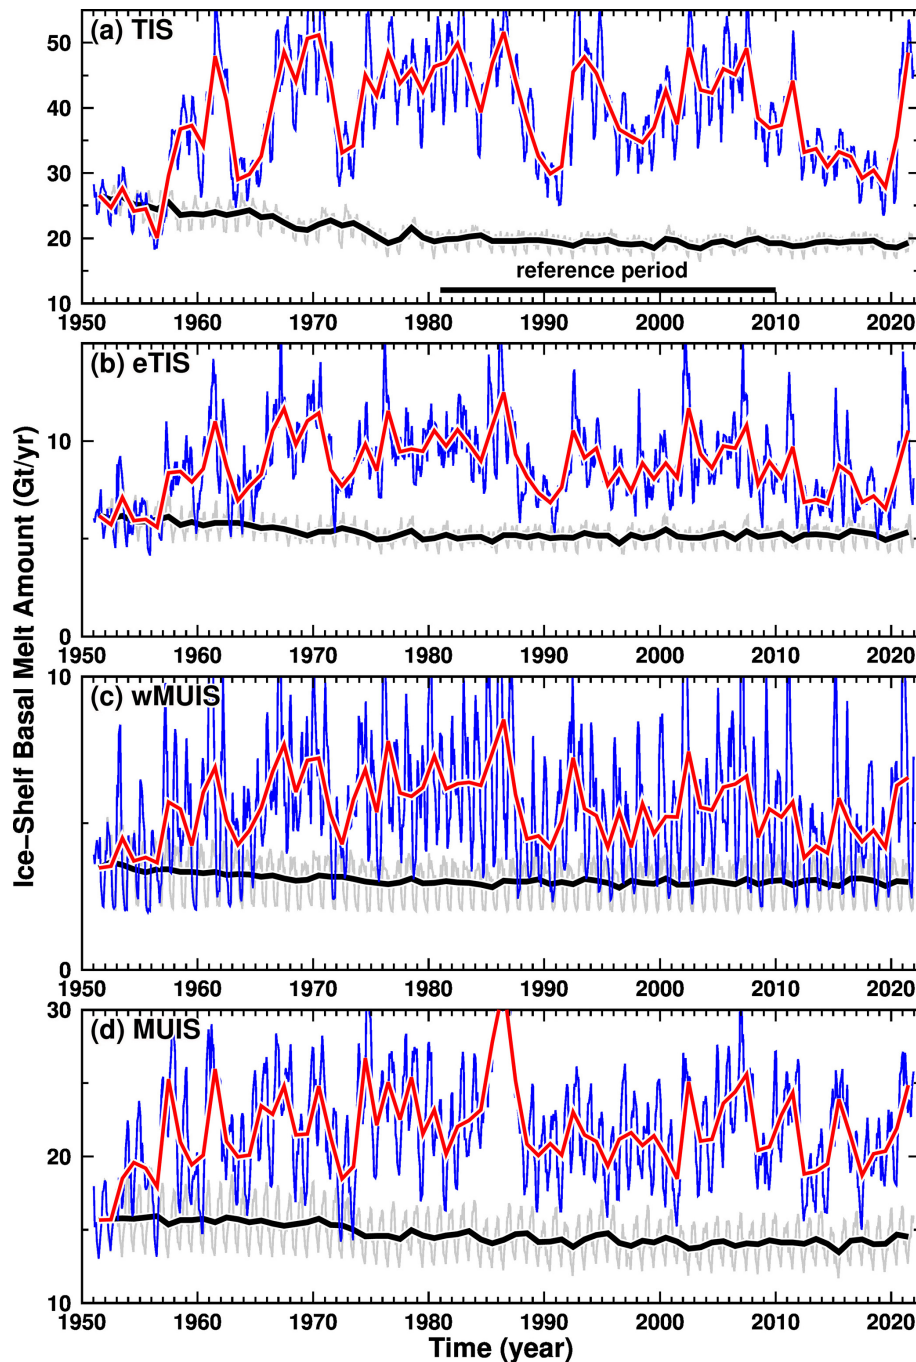 Ice–Shelf Basal Melt Amount (Gt/yr)
(a) TIS
50
40
30
20
10
reference period
1950 1960 1970 1980 1990 2000 2010 2020
(b) eTIS
10
0
1950 1960 1970 1980 1990 2000 2010 2020
(c) wMUIS
10
0
1950 1960 1970 1980 1990 2000 2010 2020
(d) MUIS
30
20
10
1950 1960 1970 1980 1990 2000 2010 2020
Time (year)